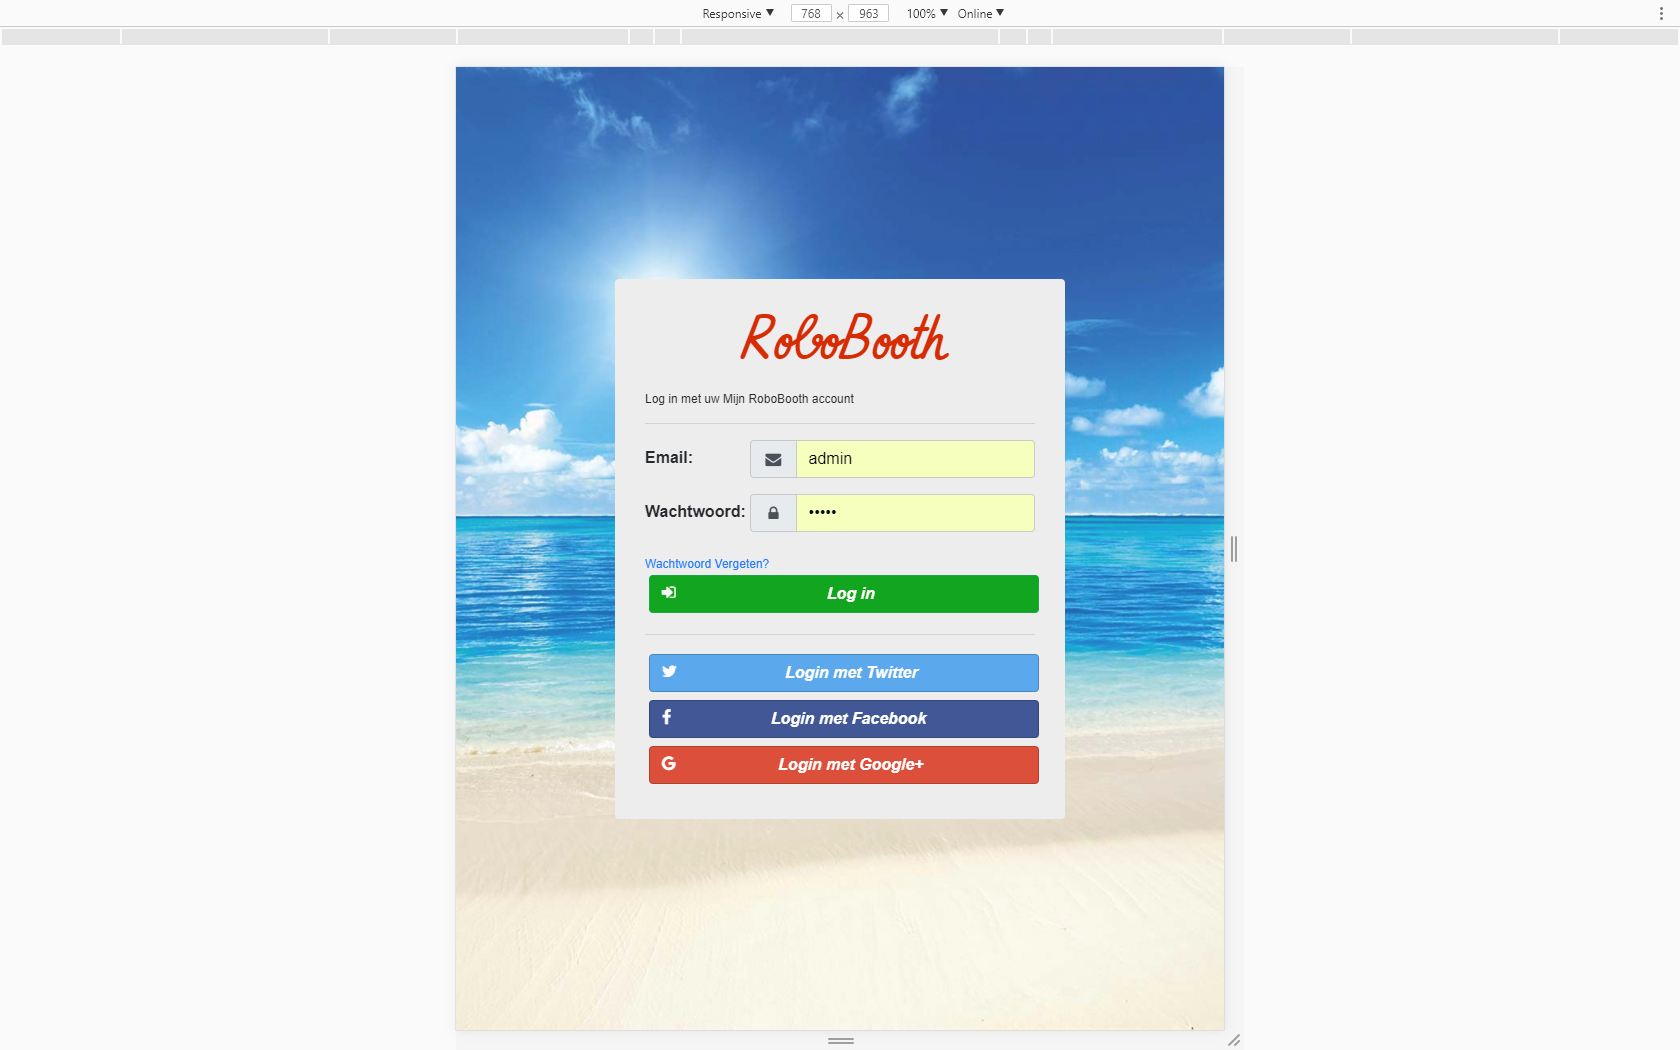 Responsive ▼ 768 × 963 100% ▼ Online ▼
RoboBooth
Log in met uw Mijn RoboBooth account
Email: admin
Wachtwoord: •••••
Wachtwoord Vergeten?
Log in
Login met Twitter
Login met Facebook
Login met Google+